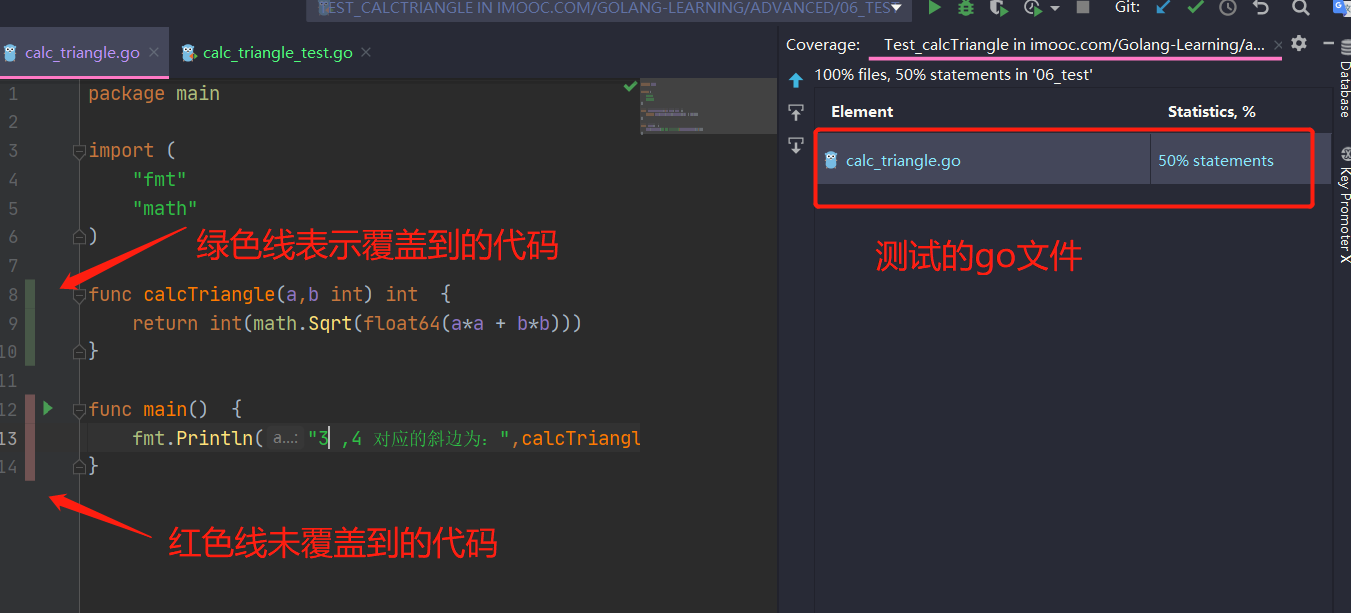 TEST_CALCTRIANGLE IN IMOOC.COM/GOLANG-LEARNING/ADVANCED/06_TEST
Git:
calc_triangle.go
calc_triangle_test.go
Coverage:
Test_calcTriangle in imooc.com/Golang-Learning/a...
100% files, 50% statements in '06_test'
Element
Statistics, %
calc_triangle.go
50% statements
测试的go文件
Database
Key Promoter X
1 package main
2
3 import (
4 "fmt"
5 "math"
6 )
7
绿色线表示覆盖到的代码
8 func calcTriangle(a,b int) int {
9 return int(math.Sqrt(float64(a*a + b*b)))
10 }
11
12 func main() {
13 fmt.Println( a...: "3 ,4 对应的斜边为: ",calcTriangl
14 }
红色线未覆盖到的代码